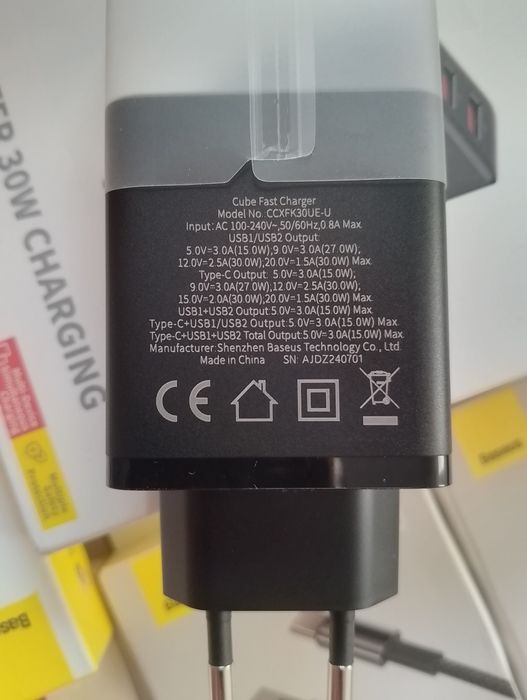 Cube Fast Charger
Model No. CCXFK30UE-U
Input: AC 100-240V~,50/60Hz,0.8A Max.
USB1/USB2 Output:
5.0V=3.0A(15.0W);9.0V=3.0A(27.0W);
12.0V=2.5A(30.0W);20.0V=1.5A(30.0W) Max.
Type-C Output: 5.0V=3.0A(15.0W);
9.0V=3.0A(27.0W);12.0V=2.5A(30.0W);
15.0V=2.0A(30.0W);20.0V=1.5A(30.0W) Max.
USB1+USB2 Output:5.0V=3.0A(15.0W) Max.
Type-C+USB1/USB2 Output:5.0V=3.0A(15.0W) Max.
Type-C+USB1+USB2 Total Output:5.0V=3.0A(15.0W) Max.
Manufacturer:Shenzhen Baseus Technology Co., Ltd.
Made in China SN: AJDZ240701
CE
30W CHARGING
Multiple
Safety
Protection
Baseus